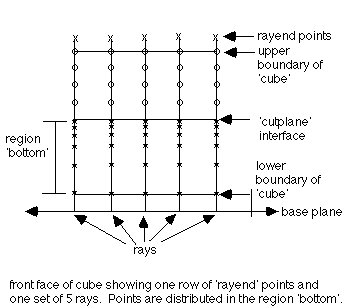 rayend points
upper
boundary of
'cube'
'cutplane'
interface
region
'bottom'
lower
boundary of
'cube'
base plane
rays
front face of cube showing one row of 'rayend' points and
one set of 5 rays. Points are distributed in the region 'bottom'.